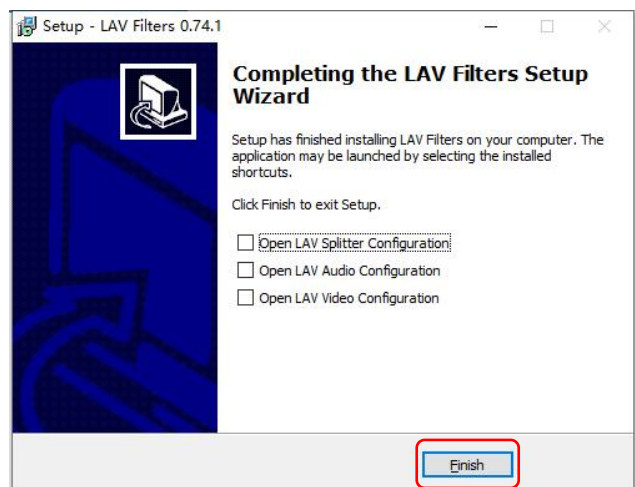 Setup - LAV Filters 0.74.1
Completing the LAV Filters Setup
Wizard
Setup has finished installing LAV Filters on your computer. The
application may be launched by selecting the installed
shortcuts.
Click Finish to exit Setup.
Open LAV Splitter Configuration
Open LAV Audio Configuration
Open LAV Video Configuration
Finish